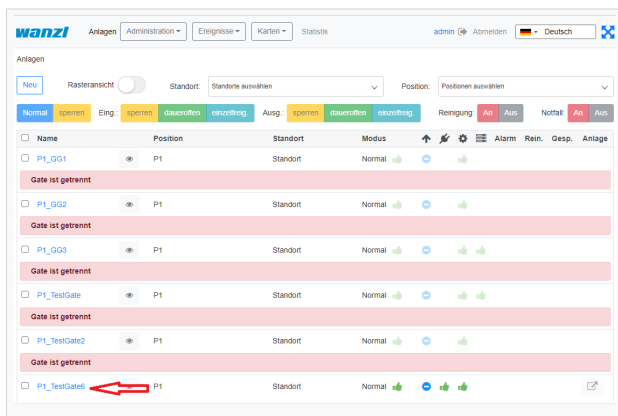 wanzl Anlagen Administration Ereignisse Karten Statistik admin Abmelden Deutsch
Anlagen
Neu Rasteransicht Standort: Standorte auswählen Position: Positionen auswählen
Normal sperren Eing.: sperren daueroffen einzelfreig. Ausg.: sperren daueroffen einzelfreig. Reinigung: An Aus Notfall: An Aus
Name Position Standort Modus Alarm Rein. Gesp. Anlage
P1_GG1 P1 Standort Normal
Gate ist getrennt
P1_GG2 P1 Standort Normal
Gate ist getrennt
P1_GG3 P1 Standort Normal
Gate ist getrennt
P1_TestGate P1 Standort Normal
Gate ist getrennt
P1_TestGate2 P1 Standort Normal
Gate ist getrennt
P1_TestGate6 P1 Standort Normal